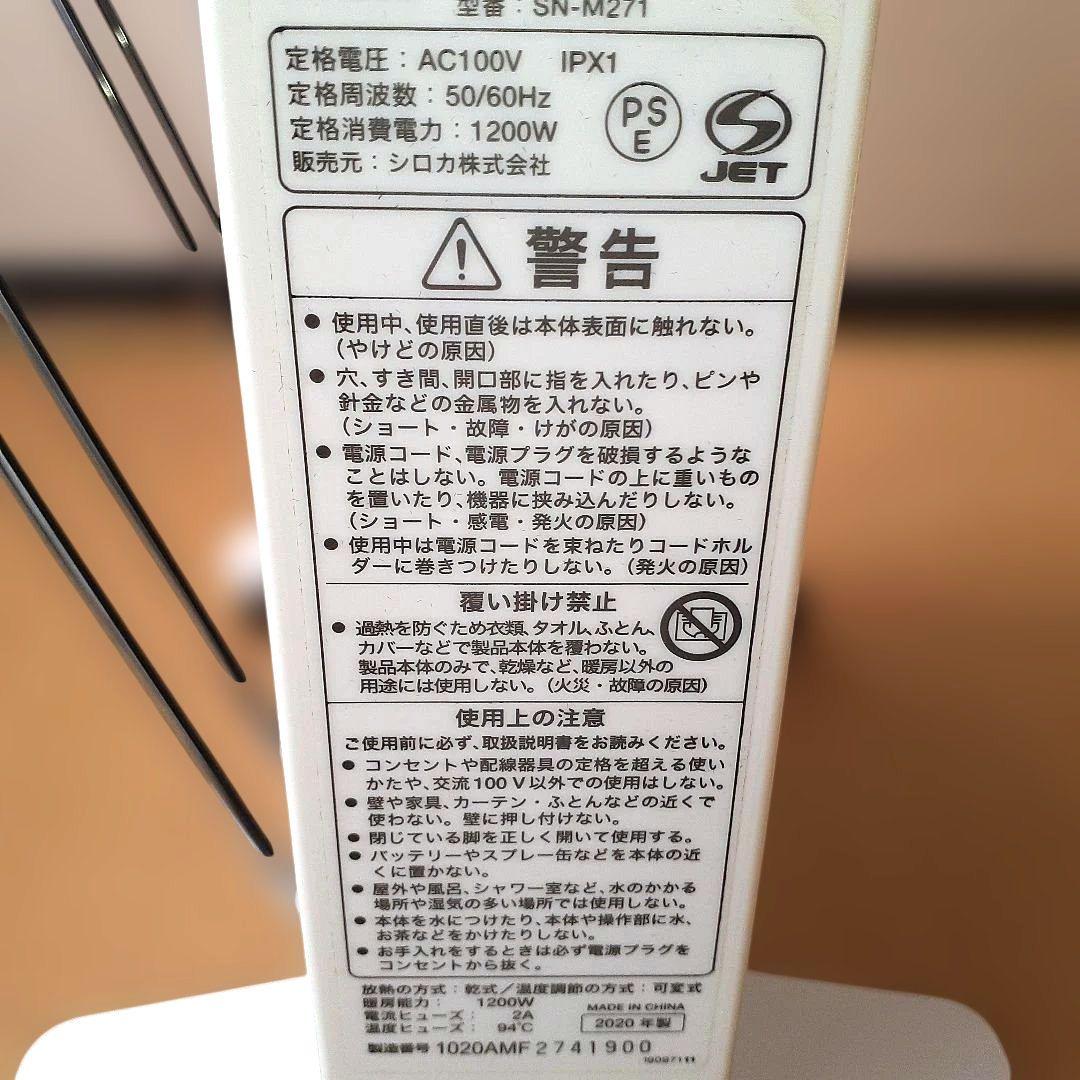 型番：SN-M271
定格電圧：AC100V IPX1
定格周波数：50/60Hz
定格消費電力：1200W
販売元：シロカ株式会社
PS
E
JET
警告
● 使用中、使用直後は本体表面に触れない。
（やけどの原因）
● 穴、すき間、開口部に指を入れたり、ピンや
針金などの金属物を入れない。
（ショート・故障・けがの原因）
● 電源コード、電源プラグを破損するような
ことはしない。電源コードの上に重いもの
を置いたり、機器に挟み込んだりしない。
（ショート・感電・発火の原因）
● 使用中は電源コードを束ねたりコードホル
ダーに巻きつけたりしない。（発火の原因）
覆い掛け禁止
● 過熱を防ぐため衣類、タオル、ふとん、
カバーなどで製品本体を覆わない。
製品本体のみで、乾燥など、暖房以外の
用途には使用しない。（火災・故障の原因）
使用上の注意
ご使用前に必ず、取扱説明書をお読みください。
● コンセントや配線器具の定格を超える使い
かたや、交流100V以外での使用はしない。
● 壁や家具、カーテン・ふとんなどの近くで
使わない。壁に押し付けない。
● 閉じている脚を正しく開いて使用する。
● バッテリーやスプレー缶などを本体の近
くに置かない。
● 屋外や風呂、シャワー室など、水のかかる
場所や湿気の多い場所では使用しない。
● 本体を水につけたり、本体や操作部に水、
お茶などをかけたりしない。
● お手入れをするときは必ず電源プラグを
コンセントから抜く。
放熱の方式：乾式／温度調節の方式：可変式
暖房能力： 1200W
電流ヒューズ： 2A
温度ヒューズ： 94℃
MADE IN CHINA
2020年製
製造番号 1020AMF2741900